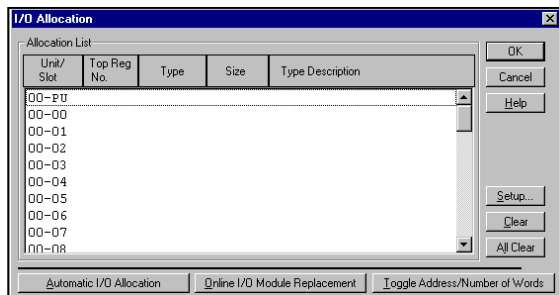 I/O Allocation
Allocation List
Unit/Slot Top Reg No. Type Size Type Description
00-PU
00-00
00-01
00-02
00-03
00-04
00-05
00-06
00-07
00-08
OK
Cancel
Help
Setup...
Clear
All Clear
Automatic I/O Allocation
Online I/O Module Replacement
Toggle Address/Number of Words